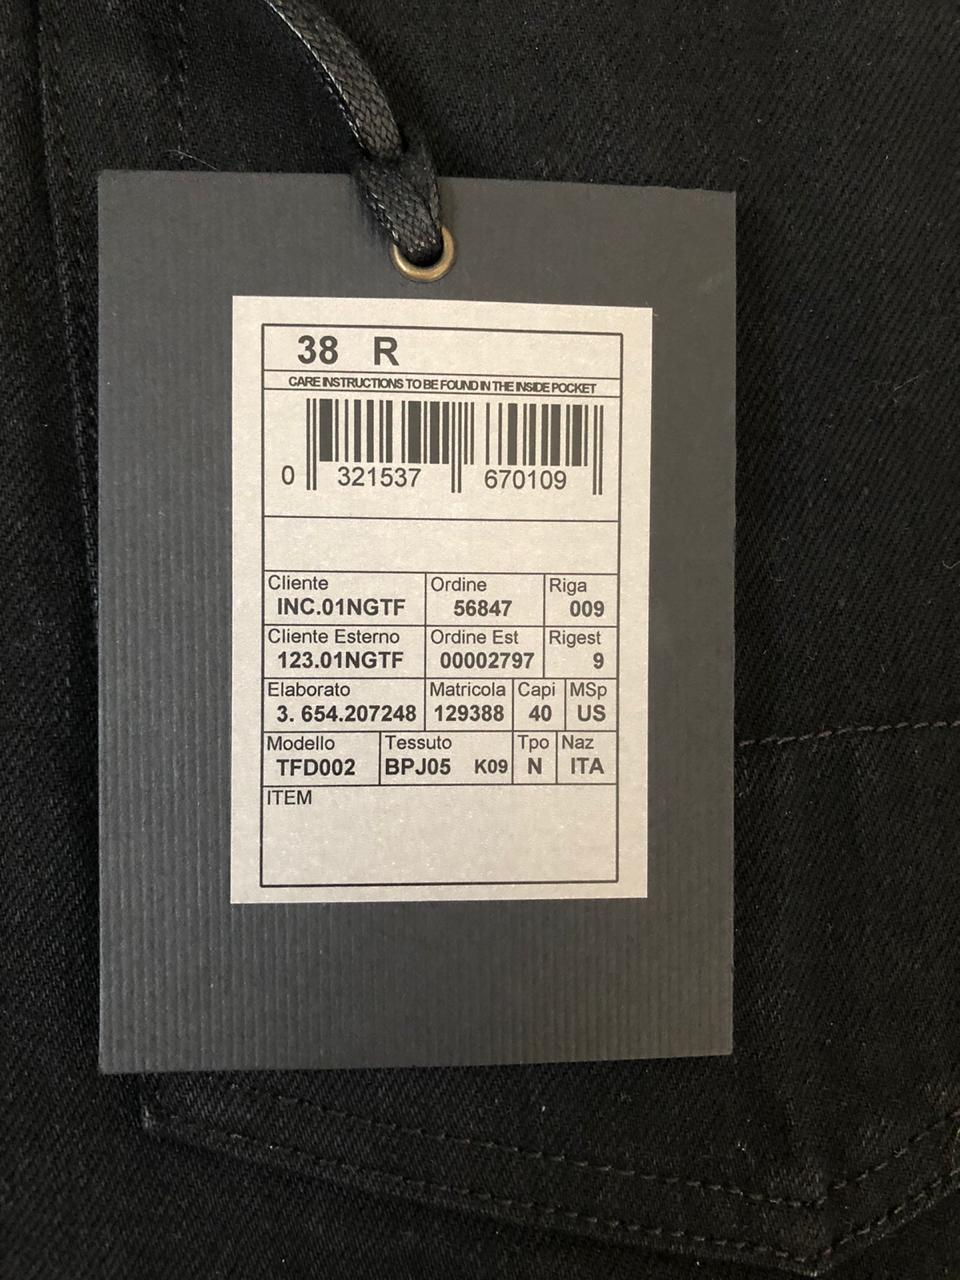 38 R
CARE INSTRUCTIONS TO BE FOUND IN THE INSIDE POCKET
0 321537 670109
Cliente Ordine Riga
INC.01NGTF 56847 009
Cliente Esterno Ordine Est Rigest
123.01NGTF 00002797 9
Elaborato Matricola Capi MSp
3. 654.207248 129388 40 US
Modello Tessuto Tpo Naz
TFD002 BPJ05 K09 N ITA
ITEM